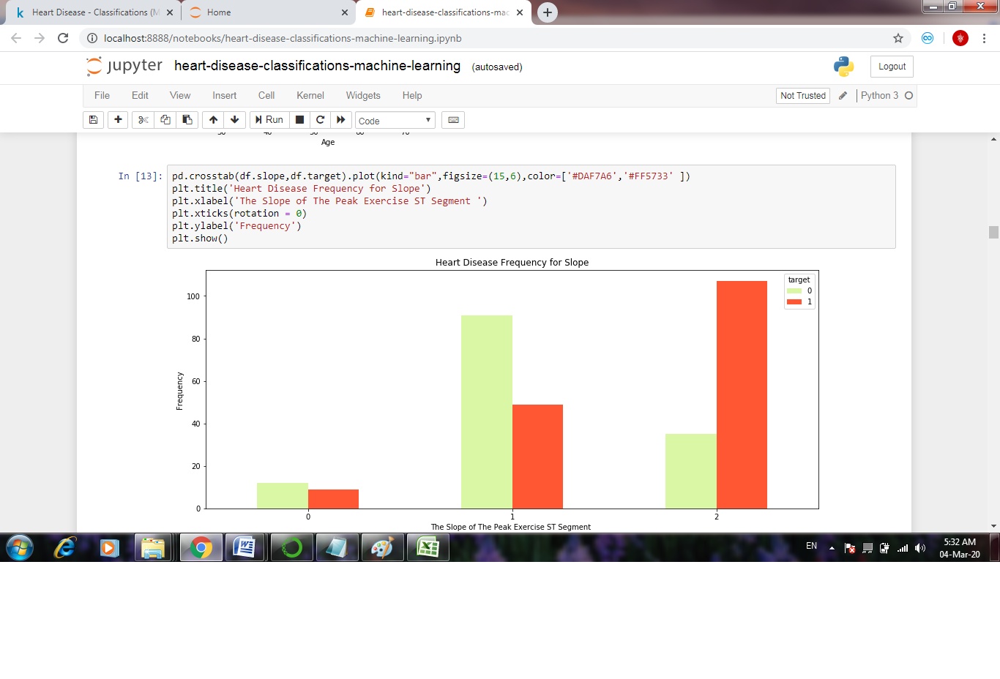 Heart Disease - Classifications (M
Home
heart-disease-classifications-mac
localhost:8888/notebooks/heart-disease-classifications-machine-learning.ipynb
jupyter heart-disease-classifications-machine-learning (autosaved)
Logout
File Edit View Insert Cell Kernel Widgets Help
Not Trusted
Python 3
Run
Code
Age
In [13]:
pd.crosstab(df.slope,df.target).plot(kind="bar",figsize=(15,6),color=['#DAF7A6','#FF5733' ])
plt.title('Heart Disease Frequency for Slope')
plt.xlabel('The Slope of The Peak Exercise ST Segment ')
plt.xticks(rotation = 0)
plt.ylabel('Frequency')
plt.show()
Heart Disease Frequency for Slope
target
0
1
100
80
60
40
20
0
Frequency
0 1 2
The Slope of The Peak Exercise ST Segment
EN
5:32 AM
04-Mar-20